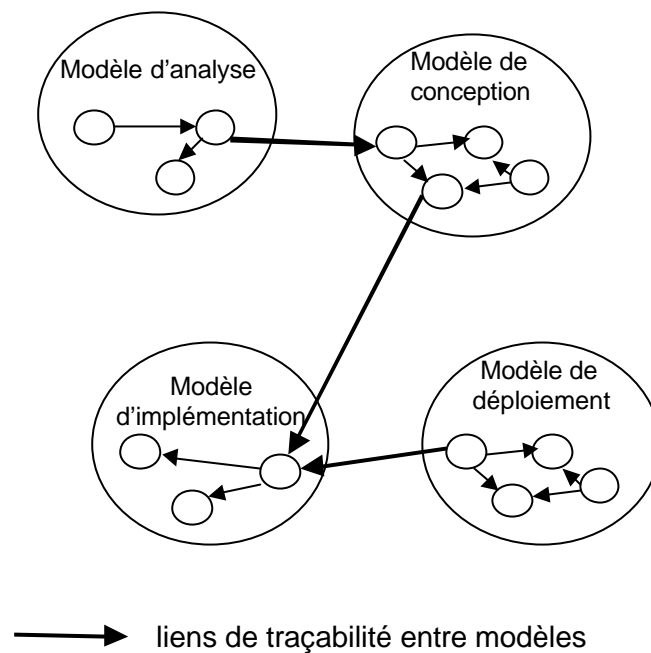 Modèle d'analyse
Modèle de
conception
Modèle
d'implémentation
Modèle de
déploiement
liens de traçabilité entre modèles